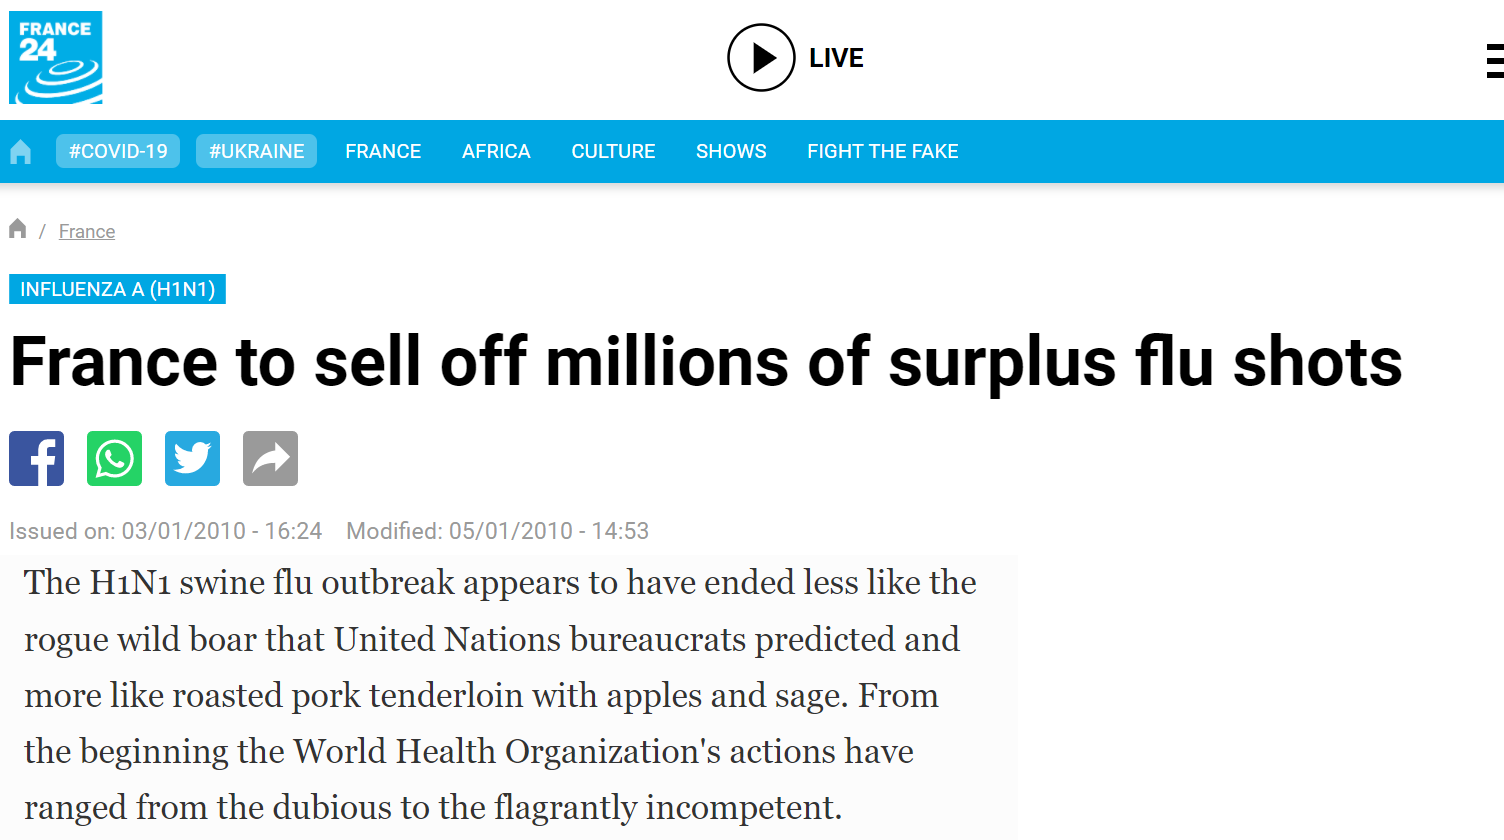 FRANCE
24
LIVE
#COVID-19 #UKRAINE FRANCE AFRICA CULTURE SHOWS FIGHT THE FAKE
/ France
INFLUENZA A (H1N1)
France to sell off millions of surplus flu shots
Issued on: 03/01/2010 - 16:24 Modified: 05/01/2010 - 14:53
The H1N1 swine flu outbreak appears to have ended less like the
rogue wild boar that United Nations bureaucrats predicted and
more like roasted pork tenderloin with apples and sage. From
the beginning the World Health Organization's actions have
ranged from the dubious to the flagrantly incompetent.